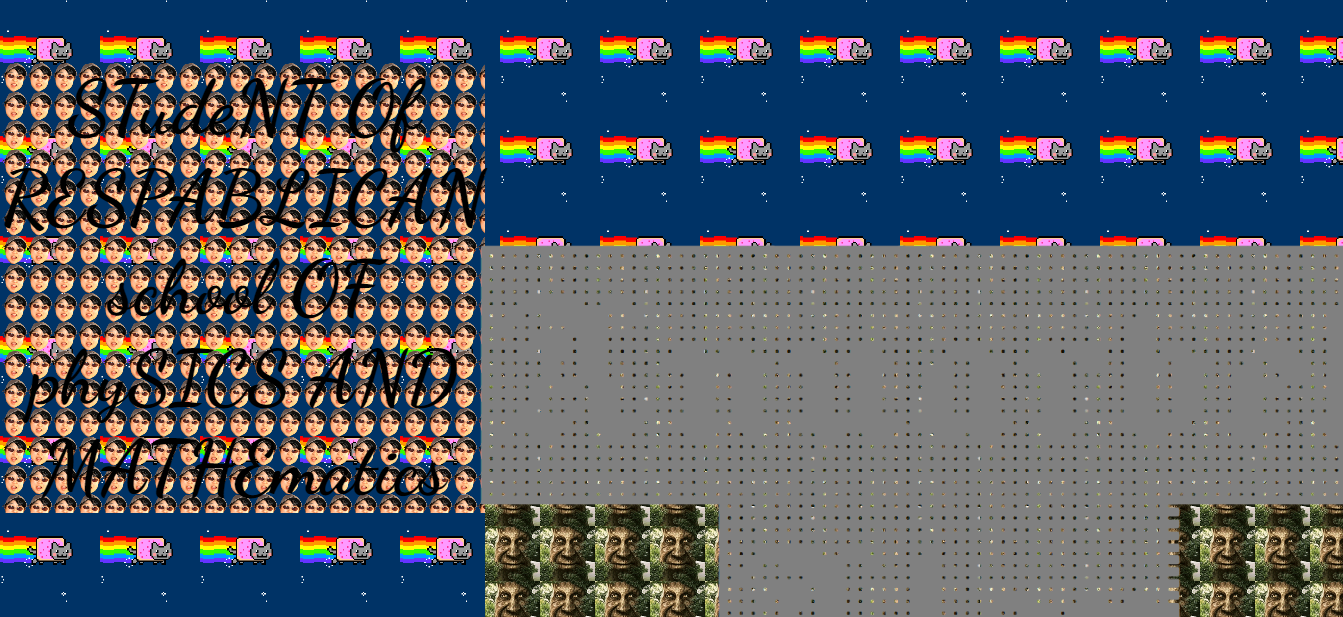 STudeNT Of
RESPABLICAN
school OF
phySICS AND
MATHEmatics